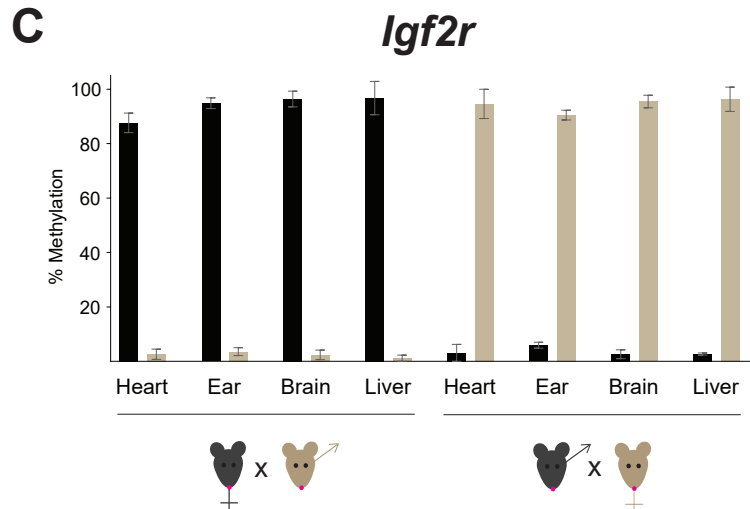 C
Igf2r
% Methylation
100
80
60
40
20
Heart Ear Brain Liver Heart Ear Brain Liver
x x